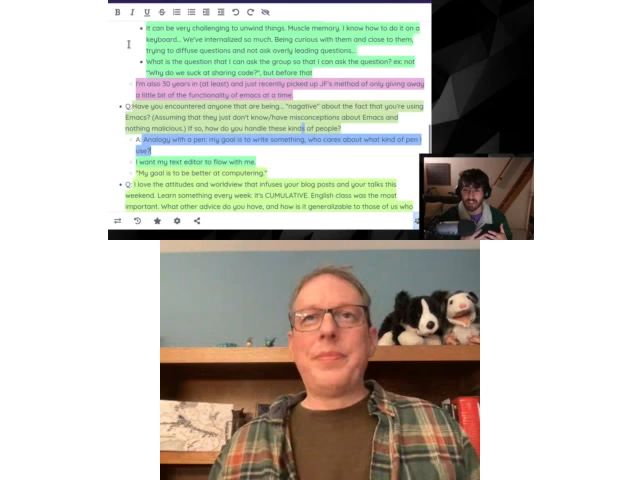 It can be very challenging to unwind things. Muscle memory. I know how to do it on a
keyboard... We've internalized so much. Being curious with them and close to them,
trying to diffuse questions and not ask overly leading questions...
What is the question that I can ask the group so that I can ask the question? ex: not
"Why do we suck at sharing code?", but before that
I'm also 30 years in (at least) and just recently picked up JF's method of only giving away
a little bit of the functionality of emacs at a time.
Q:Have you encountered anyone that are being... "nagative" about the fact that you're using
Emacs? (Assuming that they just don't know/have misconceptions about Emacs and
nothing malicious.) If so, how do you handle these kinds of people?
A: Analogy with a pen: my goal is to write something, who cares about what kind of pen I
use?
I want my text editor to flow with me.
"My goal is to be better at computering."
Q: I love the attitudes and worldview that infuses your blog posts and your talks this
weekend. Learn something every week: it's CUMULATIVE. English class was the most
important. What other advice do you have, and how is it generalizable to those of us who